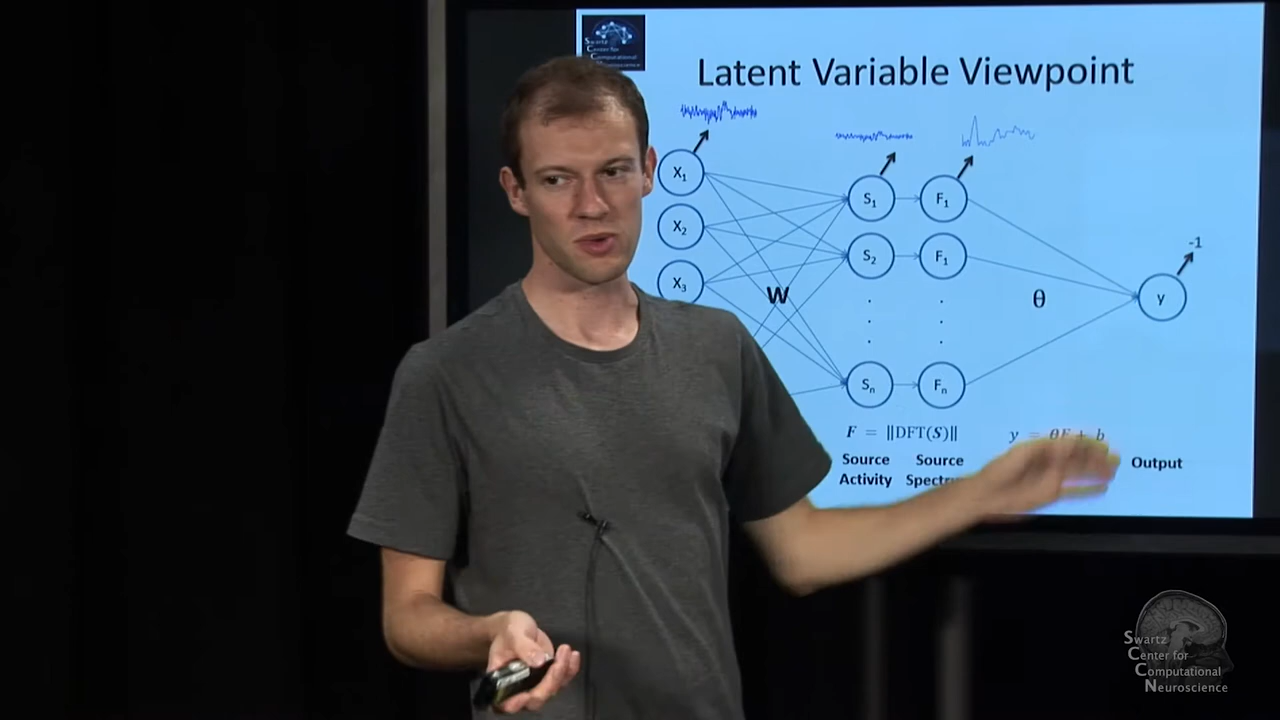 Swartz
Center for
Computational
Latent Variable Viewpoint
X1
X2
X3
W
S1
F1
S2
F1
Sn
Fn
θ
y
-1
F = ||DFT(S)||
y = θF + b
Source
Activity
Source
Output
Swartz
Center for
Computational
Neuroscience